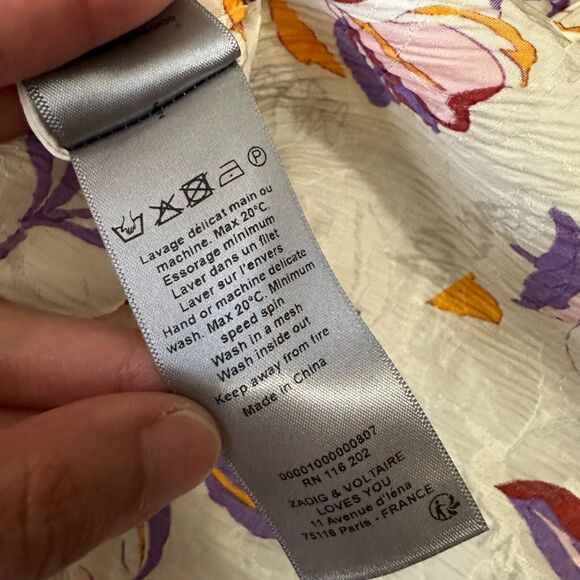 P
Lavage délicat main ou
machine. Max 20°C.
Essorage minimum
Laver dans un filet
Laver sur l'envers
Hand or machine delicate
wash. Max 20°C. Minimum
speed spin
Wash in a mesh
Wash inside out
Keep away from fire
Made in China
00001000000807
RN 116 202
ZADIG & VOLTAIRE
LOVES YOU
11 Avenue d'Iéna
75116 Paris - FRANCE